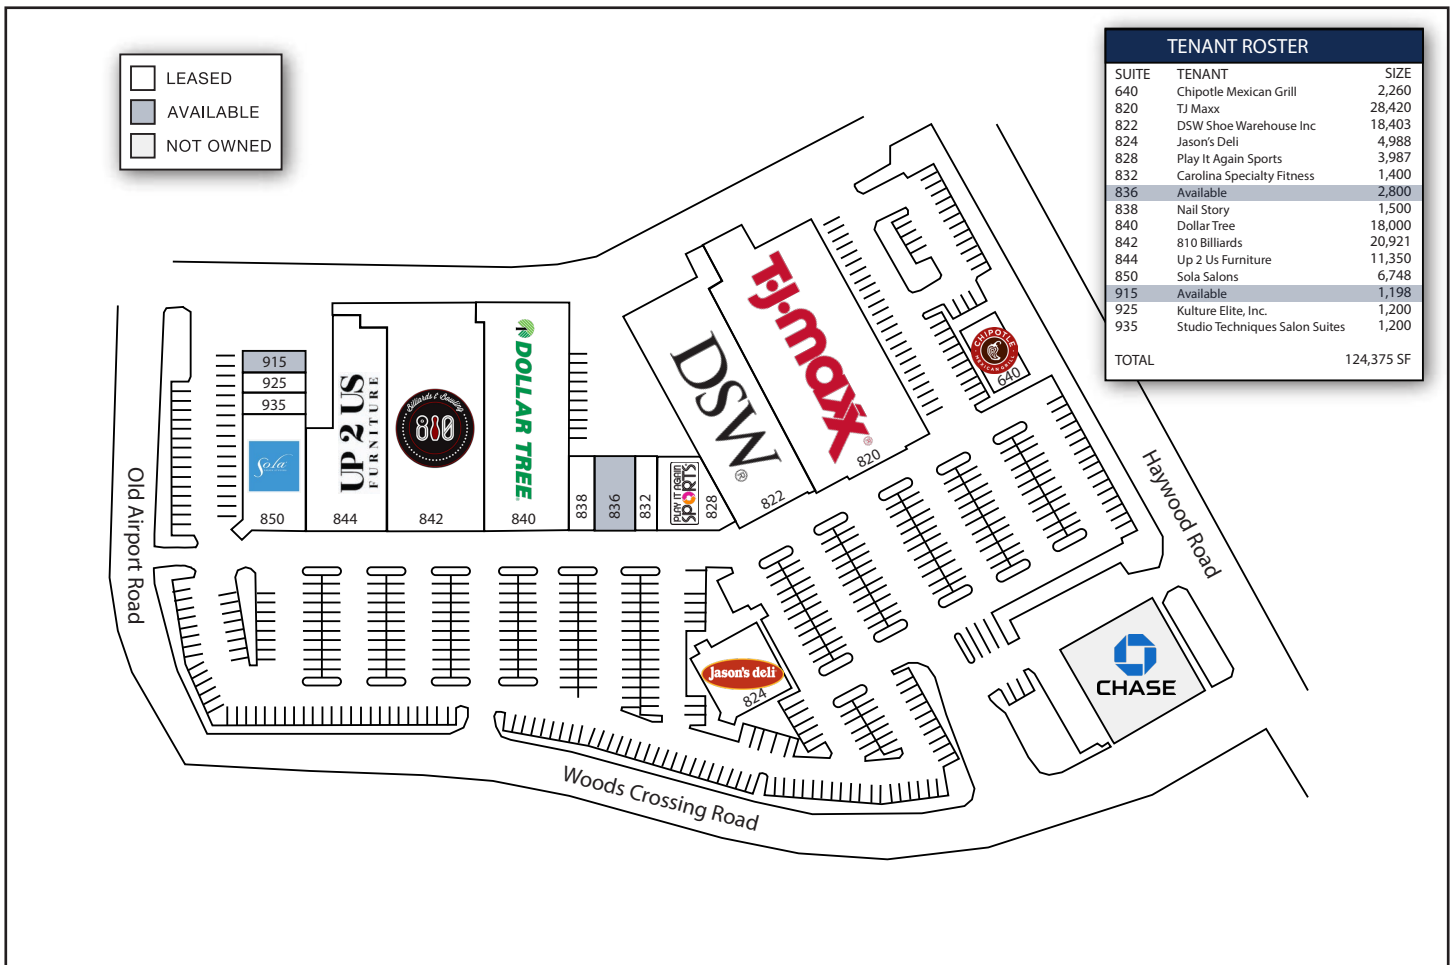 LEASED
AVAILABLE
NOT OWNED
TENANT ROSTER
SUITE TENANT SIZE
640 Chipotle Mexican Grill 2,260
820 TJ Maxx 28,420
822 DSW Shoe Warehouse Inc 18,403
824 Jason's Deli 4,988
828 Play It Again Sports 3,987
832 Carolina Specialty Fitness 1,400
836 Available 2,800
838 Nail Story 1,500
840 Dollar Tree 18,000
842 810 Billiards 20,921
844 Up 2 Us Furniture 11,350
850 Sola Salons 6,748
915 Available 1,198
925 Kulture Elite, Inc. 1,200
935 Studio Techniques Salon Suites 1,200
TOTAL 124,375 SF
T·J·maxx®
820
DSW®
822
CHIPOTLE
MEXICAN GRILL
640
915
925
935
Sola
850
UP 2 US
FURNITURE
844
Billiards & Bowling
810
842
DOLLAR TREE
840
838
836
832
PLAY IT AGAIN
SPORTS
828
Jason's deli
824
CHASE
Old Airport Road
Haywood Road
Woods Crossing Road